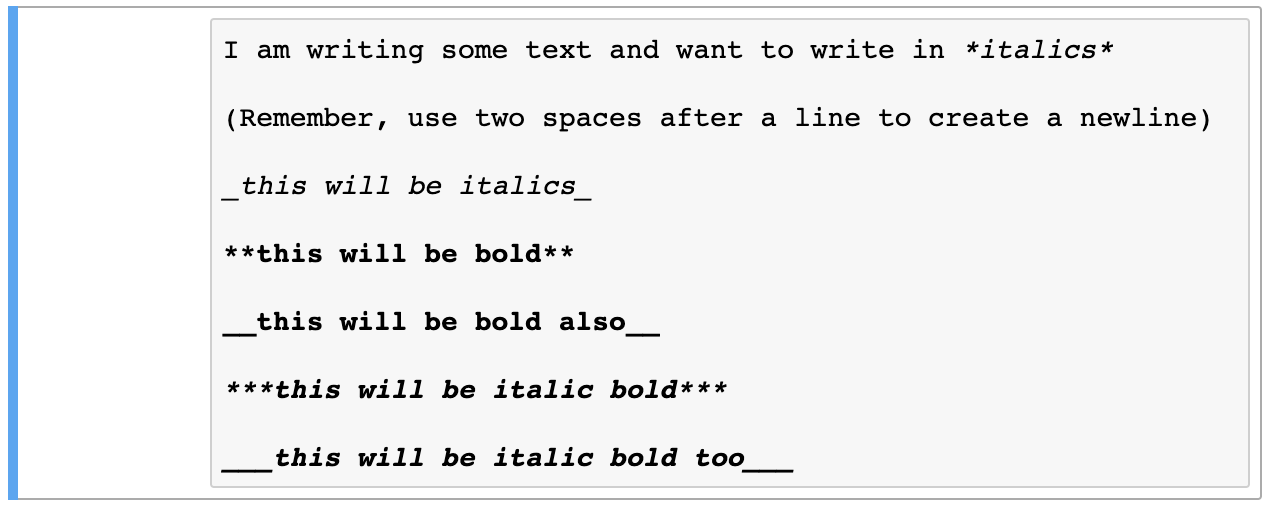 I am writing some text and want to write in *italics*
(Remember, use two spaces after a line to create a newline)
_this will be italics_
**this will be bold**
__this will be bold also__
***this will be italic bold***
___this will be italic bold too___